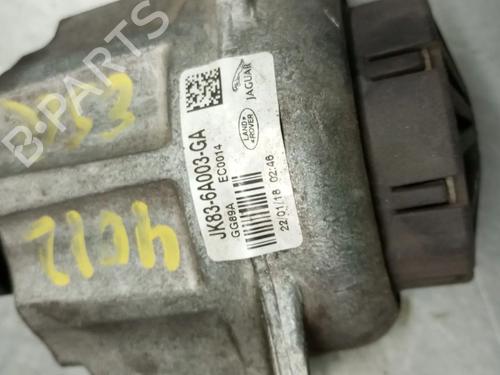 JAGUAR
LAND ROVER
JK83-6A003-GA
EC0014
GG89A
22/01/18 02:46
4012
B-PARTS